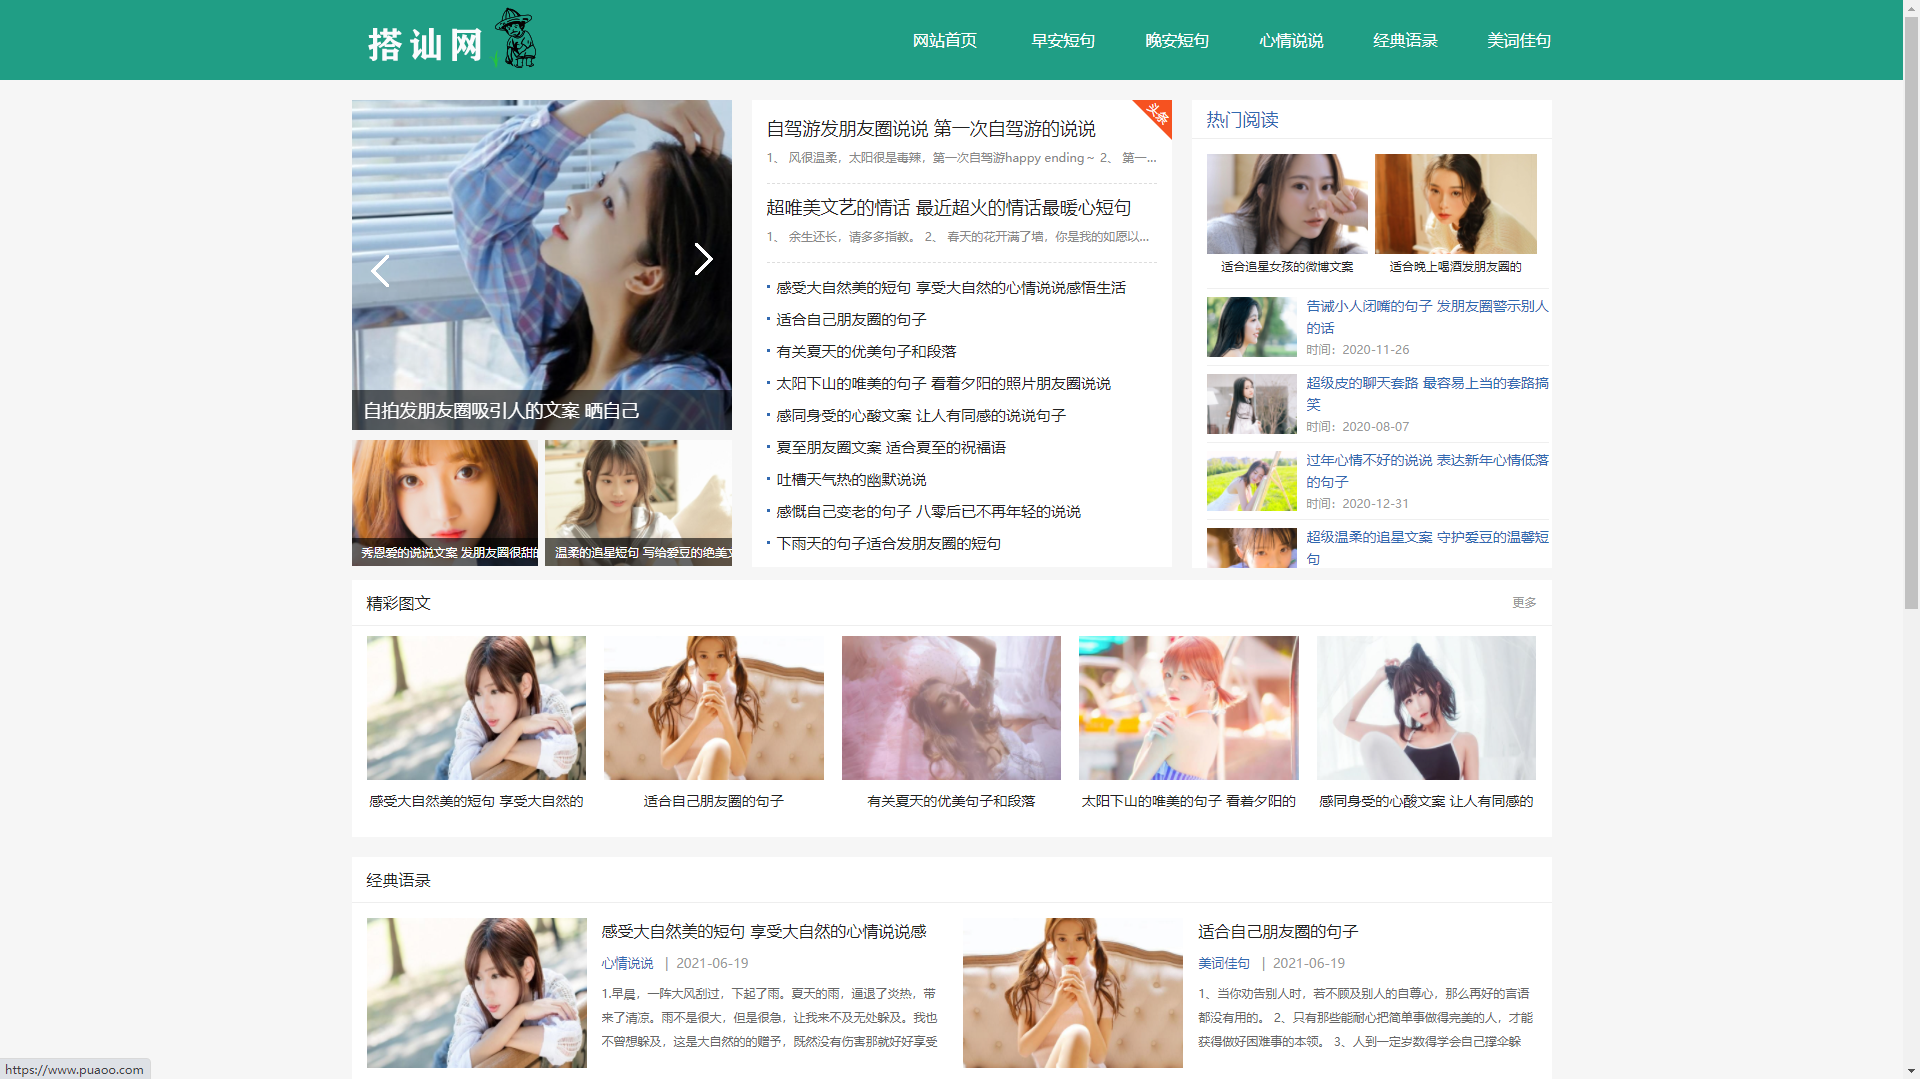 搭讪网
网站首页 早安短句 晚安短句 心情说说 经典语录 美词佳句
自拍发朋友圈吸引人的文案 晒自己
秀恩爱的说说文案 发朋友圈很甜的
温柔的追星短句 写给爱豆的绝美文
头条
自驾游发朋友圈说说 第一次自驾游的说说
1、 风很温柔，太阳很是毒辣，第一次自驾游happy ending～ 2、 第一...
超唯美文艺的情话 最近超火的情话最暖心短句
1、 余生还长，请多多指教。 2、 春天的花开满了墙，你是我的如愿以...
感受大自然美的短句 享受大自然的心情说说感悟生活
适合自己朋友圈的句子
有关夏天的优美句子和段落
太阳下山的唯美的句子 看着夕阳的照片朋友圈说说
感同身受的心酸文案 让人有同感的说说句子
夏至朋友圈文案 适合夏至的祝福语
吐槽天气热的幽默说说
感慨自己变老的句子 八零后已不再年轻的说说
下雨天的句子适合发朋友圈的短句
热门阅读
适合追星女孩的微博文案
适合晚上喝酒发朋友圈的
告诫小人闭嘴的句子 发朋友圈警示别人
的话
时间：2020-11-26
超级皮的聊天套路 最容易上当的套路搞
笑
时间：2020-08-07
过年心情不好的说说 表达新年心情低落
的句子
时间：2020-12-31
超级温柔的追星文案 守护爱豆的温馨短
句
精彩图文
更多
感受大自然美的短句 享受大自然的
适合自己朋友圈的句子
有关夏天的优美句子和段落
太阳下山的唯美的句子 看着夕阳的
感同身受的心酸文案 让人有同感的
经典语录
感受大自然美的短句 享受大自然的心情说说感
心情说说 | 2021-06-19
1.早晨，一阵大风刮过，下起了雨。夏天的雨，逼退了炎热，带
来了清凉。雨不是很大，但是很急，让我来不及无处躲及。我也
不曾想躲及，这是大自然的的赠予，既然没有伤害那就好好享受
适合自己朋友圈的句子
美词佳句 | 2021-06-19
1、当你劝告别人时，若不顾及别人的自尊心，那么再好的言语
都没有用的。 2、只有那些能耐心把简单事做得完美的人，才能
获得做好困难事的本领。 3、人到一定岁数得学会自己撑伞躲
https://www.puaoo.com